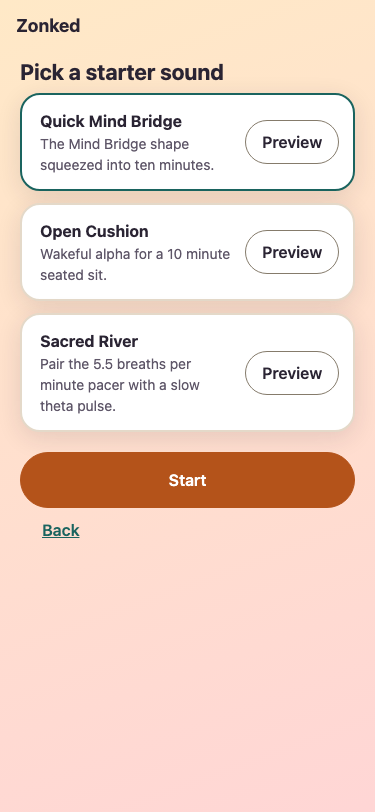 Zonked
Pick a starter sound
Quick Mind Bridge
The Mind Bridge shape
squeezed into ten minutes.
Preview
Open Cushion
Wakeful alpha for a 10 minute
seated sit.
Preview
Sacred River
Pair the 5.5 breaths per
minute pacer with a slow
theta pulse.
Preview
Start
Back